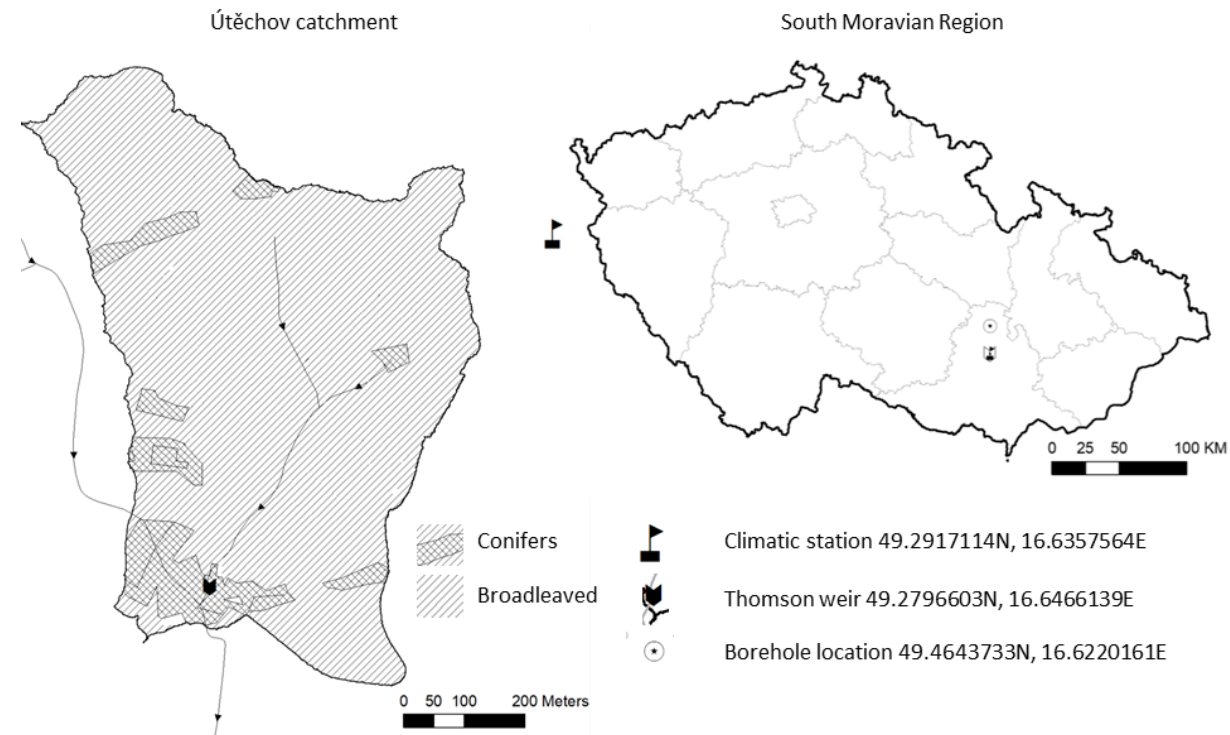 Útěchov catchment
South Moravian Region
0 25 50 100 KM
Conifers
Broadleaved
0 50 100 200 Meters
Climatic station 49.2917114N, 16.6357564E
Thomson weir 49.2796603N, 16.6466139E
Borehole location 49.4643733N, 16.6220161E